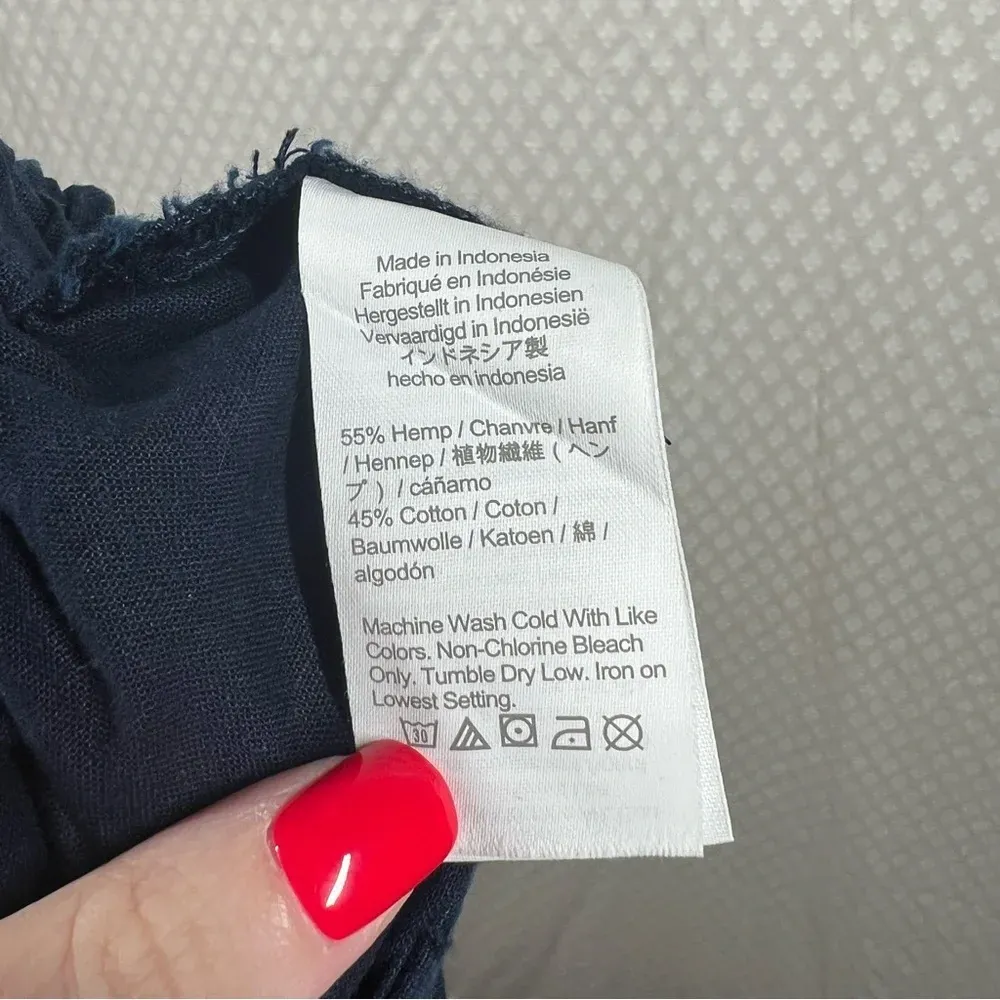 Made in Indonesia
Fabriqué en Indonésie
Hergestellt in Indonesien
Vervaardigd in Indonesië
インドネシア製
hecho en indonesia
55% Hemp / Chanvre / Hanf
/ Hennep / 植物繊維 ( ヘン
プ ) / cáñamo
45% Cotton / Coton /
Baumwolle / Katoen / 綿 /
algodón
Machine Wash Cold With Like
Colors. Non-Chlorine Bleach
Only. Tumble Dry Low. Iron on
Lowest Setting.
30